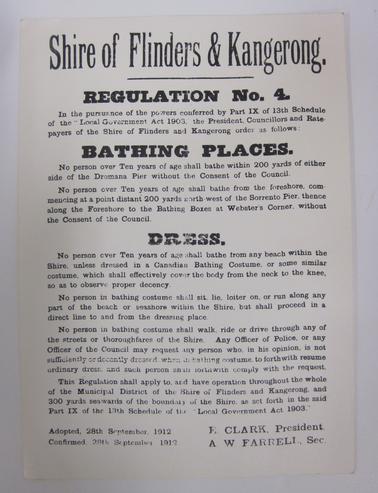 Shire of Flinders & Kangerong.
REGULATION No. 4.
In the pursuance of the powers conferred by Part IX of 13th Schedule
of the "Local Government Act 1903, the President, Councillors and Rate-
payers of the Shire of Flinders and Kangerong order as follows:
BATHING PLACES.
No person over Ten years of age shall bathe within 200 yards of either
side of the Dromana Pier without the Consent of the Council.
No person over Ten years of age shall bathe from the foreshore, com-
mencing at a point distant 200 yards north-west of the Sorrento Pier, thence
along the Foreshore to the Bathing Boxes at Webster's Corner, without
the Consent of the Council.
DRESS.
No person over Ten years of age shall bathe from any beach within the
Shire, unless dressed in a Canadian Bathing Costume, or some similar
costume, which shall effectively cover the body from the neck to the knee,
so as to observe proper decency.
No person in bathing costume shall sit, lie, loiter on, or run along any
part of the beach or seashore within the Shire, but shall proceed in a
direct line to and from the dressing place.
No person in bathing costume shall walk, ride or drive through any of
the streets or thoroughfares of the Shire. Any Officer of Police, or any
Officer of the Council may request any person who, in his opinion, is not
sufficiently or decently dressed, when in bathing costume, to forthwith resume
ordinary dress, and such person shall forthwith comply with the request.
This Regulation shall apply to, and have operation throughout the whole
of the Municipal District of the Shire of Flinders and Kangerong, and
300 yards seawards of the boundary of the Shire, as set forth in the said
Part IX of the 13th Schedule of the "Local Government Act 1903."
Adopted, 28th September, 1912
Confirmed, 28th September 1912
CLARK, President.
A W FARRELL, Sec.